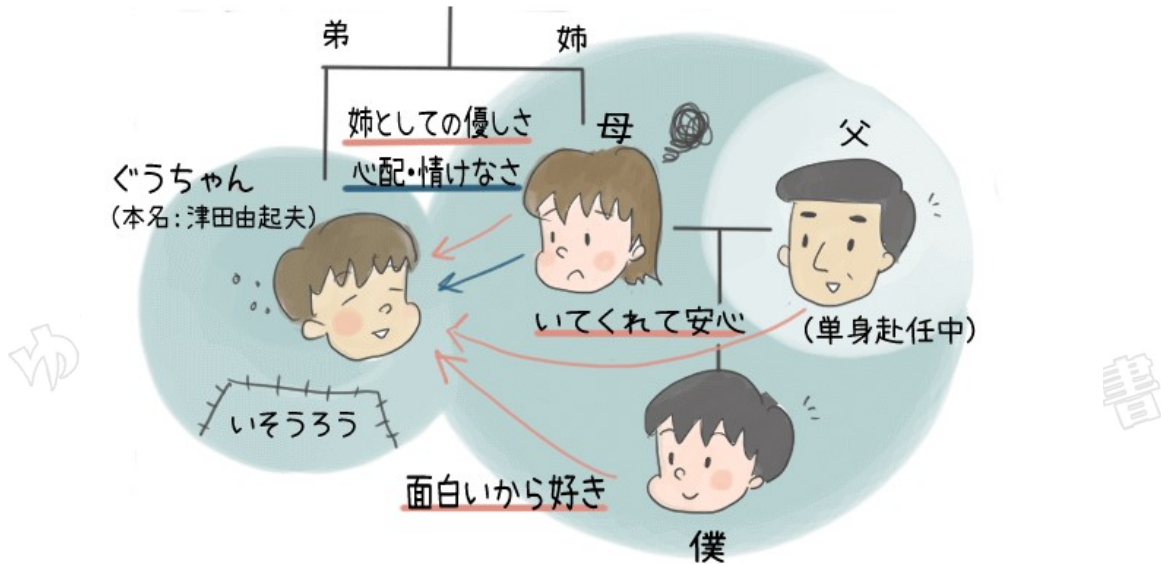 弟
姉
姉としての優しさ
母
父
心配・情けなさ
ぐうちゃん
(本名:津田由起夫)
いてくれて安心
(単身赴任中)
いそうろう
面白いから好き
僕
ゆ
書